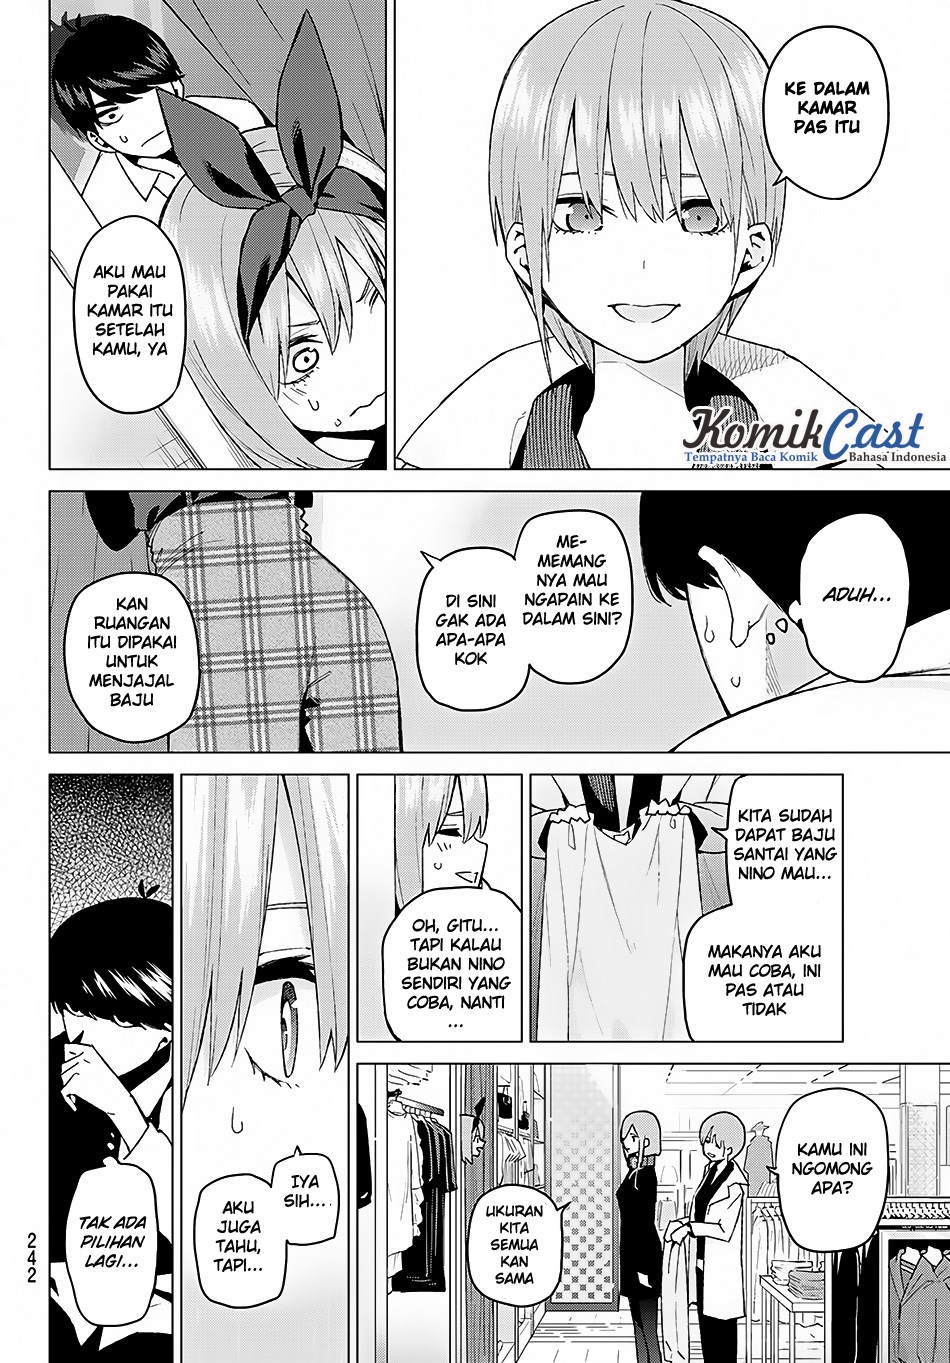 KE DALAM
KAMAR
PAS ITU
AKU MAU
PAKAI
KAMAR ITU
SETELAH
KAMU, YA
KomikCast
Tempatnya Baca Komik Bahasa Indonesia
ADUH...
ME-
MEMANG
NYA MAU
NGAPAIN KE
DALAM SINI?
DI SINI
GAK ADA
APA-APA
KOK
KAN
RUANGAN
ITU DIPAKAI
UNTUK
MENJAJAL
BAJU
KITA SUDAH
DAPAT BAJU
SANTAI YANG
NINO MAU...
MAKANYA AKU
MAU COBA, INI
PAS ATAU
TIDAK
OH, GITU...
TAPI KALAU
BUKAN NINO
SENDIRI YANG
COBA, NANTI
...
KAMU INI
NGOMONG
APA?
UKURAN
KITA
SEMUA
KAN
SAMA
IYA
SIH...
AKU
JUGA
TAHU,
TAPI...
TAK ADA
PILIHAN
LAGI...
242